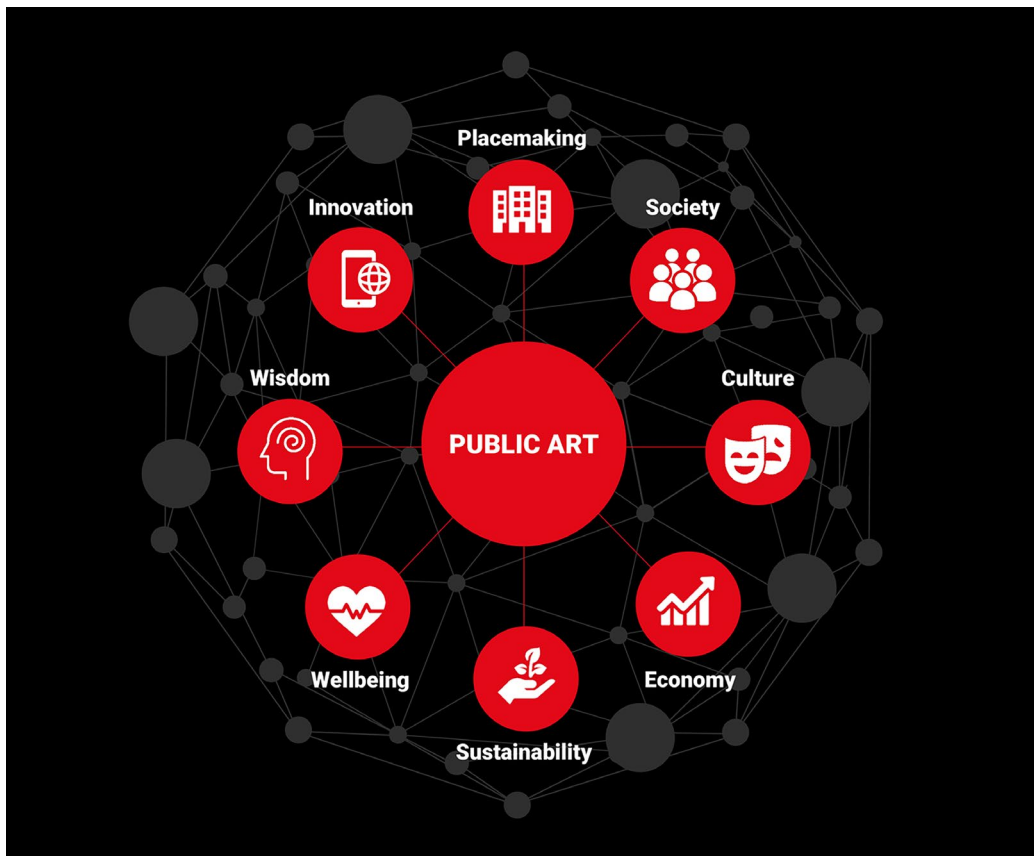 Placemaking
Innovation
Society
Wisdom
Culture
PUBLIC ART
Wellbeing
Economy
Sustainability